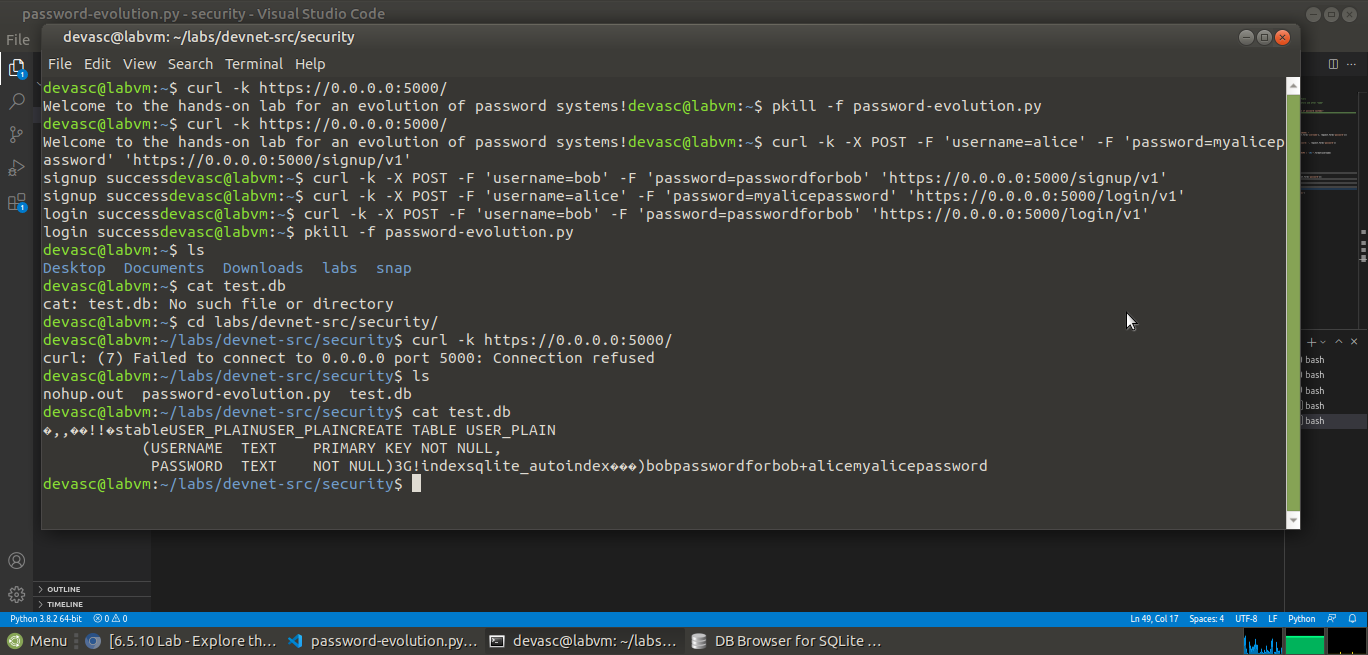 password-evolution.py - security - Visual Studio Code
File
devasc@labvm: ~/labs/devnet-src/security
File Edit View Search Terminal Help
devasc@labvm:~$ curl -k https://0.0.0.0:5000/
Welcome to the hands-on lab for an evolution of password systems!devasc@labvm:~$ pkill -f password-evolution.py
devasc@labvm:~$ curl -k https://0.0.0.0:5000/
Welcome to the hands-on lab for an evolution of password systems!devasc@labvm:~$ curl -k -X POST -F 'username=alice' -F 'password=myalicep
assword' 'https://0.0.0.0:5000/signup/v1'
signup successdevasc@labvm:~$ curl -k -X POST -F 'username=bob' -F 'password=passwordforbob' 'https://0.0.0.0:5000/signup/v1'
signup successdevasc@labvm:~$ curl -k -X POST -F 'username=alice' -F 'password=myalicepassword' 'https://0.0.0.0:5000/login/v1'
login successdevasc@labvm:~$ curl -k -X POST -F 'username=bob' -F 'password=passwordforbob' 'https://0.0.0.0:5000/login/v1'
login successdevasc@labvm:~$ pkill -f password-evolution.py
devasc@labvm:~$ ls
Desktop Documents Downloads labs snap
devasc@labvm:~$ cat test.db
cat: test.db: No such file or directory
devasc@labvm:~$ cd labs/devnet-src/security/
devasc@labvm:~/labs/devnet-src/security$ curl -k https://0.0.0.0:5000/
curl: (7) Failed to connect to 0.0.0.0 port 5000: Connection refused
devasc@labvm:~/labs/devnet-src/security$ ls
nohup.out password-evolution.py test.db
devasc@labvm:~/labs/devnet-src/security$ cat test.db
�,,��!!�stableUSER_PLAINUSER_PLAINCREATE TABLE USER_PLAIN
(USERNAME TEXT PRIMARY KEY NOT NULL,
PASSWORD TEXT NOT NULL)3G!indexsqlite_autoindex���)bobpasswordforbob+alicemyalicepassword
devasc@labvm:~/labs/devnet-src/security$
bash
bash
bash
bash
bash
OUTLINE
TIMELINE
Python 3.8.2 64-bit 0 0 Ln 49, Col 17 Spaces: 4 UTF-8 LF Python
Menu [6.5.10 Lab - Explore th... password-evolution.py... devasc@labvm: ~/labs... DB Browser for SQLite ...